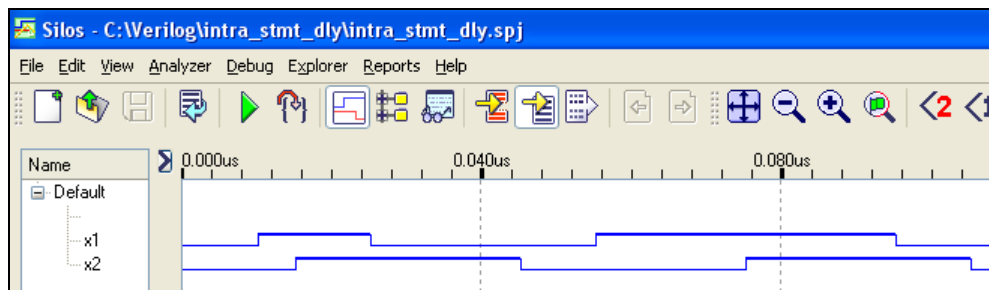 Silos - C:\Verilog\intra_stmt_dly\intra_stmt_dly.spj
File Edit View Analyzer Debug Explorer Reports Help
Name 0.000us 0.040us 0.080us
Default
x1
x2